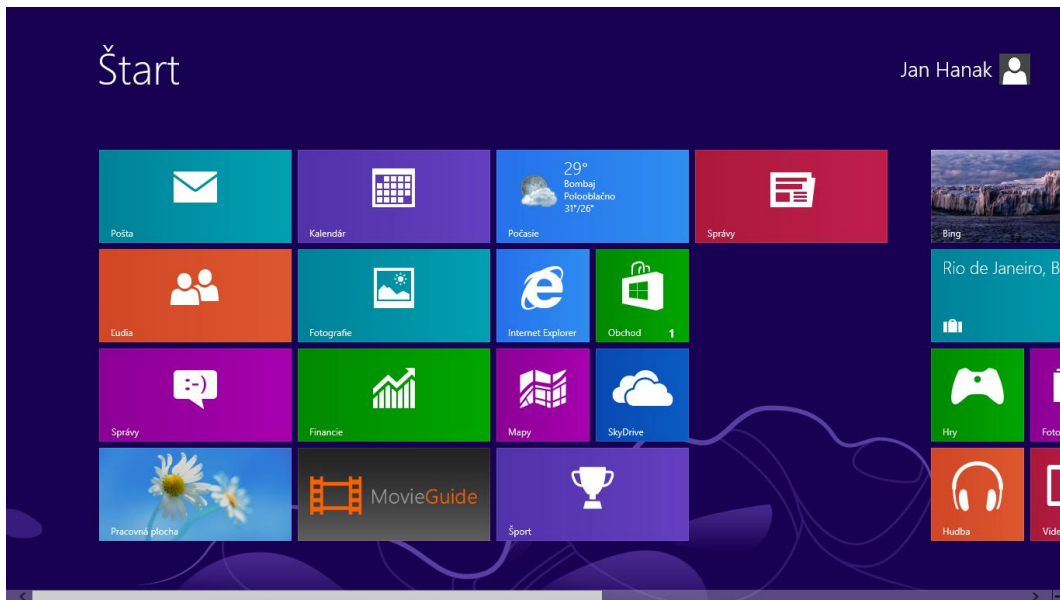 Štart
Jan Hanak
Pošta
Kalendár
29°
Bombaj
Polooblačno
31°/26°
Počasie
Správy
Bing
Ľudia
Fotografie
Internet Explorer
Obchod
1
Rio de Janeiro, B
Správy
Financie
Mapy
SkyDrive
Hry
Foto
Pracovná plocha
MovieGuide
Šport
Hudba
Vide